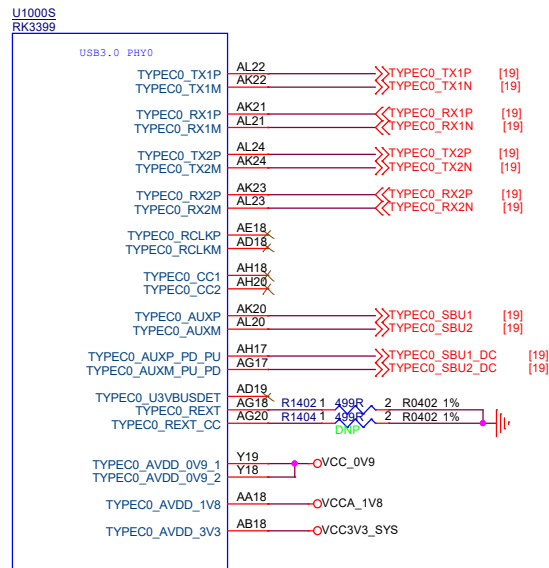 U1000S
RK3399
USB3.0 PHY0
TYPEC0_TX1P AL22 TYPEC0_TX1P [19]
TYPEC0_TX1M AK22 TYPEC0_TX1N [19]
TYPEC0_RX1P AK21 TYPEC0_RX1P [19]
TYPEC0_RX1M AL21 TYPEC0_RX1N [19]
TYPEC0_TX2P AL24 TYPEC0_TX2P [19]
TYPEC0_TX2M AK24 TYPEC0_TX2N [19]
TYPEC0_RX2P AK23 TYPEC0_RX2P [19]
TYPEC0_RX2M AL23 TYPEC0_RX2N [19]
TYPEC0_RCLKP AE18
TYPEC0_RCLKM AD18
TYPEC0_CC1 AH18
TYPEC0_CC2 AH20
TYPEC0_AUXP AK20 TYPEC0_SBU1 [19]
TYPEC0_AUXM AL20 TYPEC0_SBU2 [19]
TYPEC0_AUXP_PD_PU AH17 TYPEC0_SBU1_DC [19]
TYPEC0_AUXM_PU_PD AG17 TYPEC0_SBU2_DC [19]
TYPEC0_U3VBUSDET AD19
TYPEC0_REXT AG18 R1402 1 499R 2 R0402 1%
TYPEC0_REXT_CC AG20 R1404 1 499R 2 R0402 1%
DNP
TYPEC0_AVDD_0V9_1 Y19 VCC_0V9
TYPEC0_AVDD_0V9_2 Y18
TYPEC0_AVDD_1V8 AA18 VCCA_1V8
TYPEC0_AVDD_3V3 AB18 VCC3V3_SYS